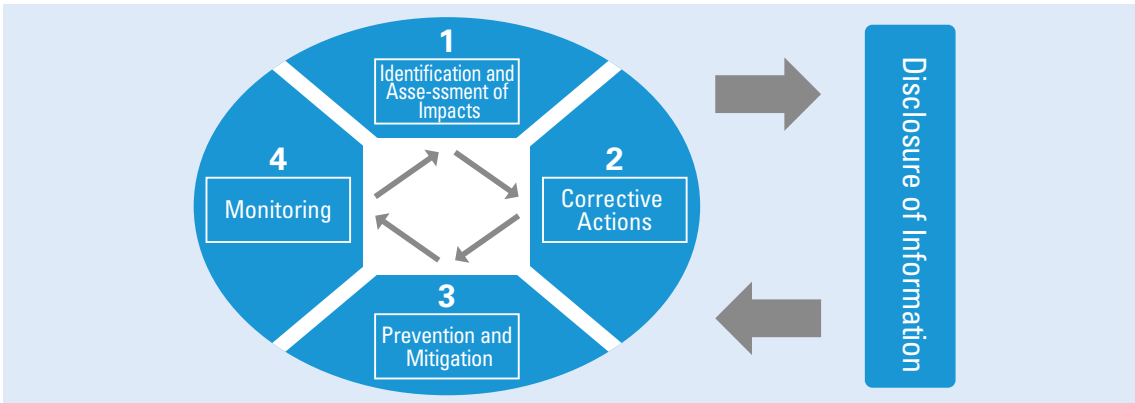 1
Identification and
Asse-ssment of
Impacts
2
Corrective
Actions
3
Prevention and
Mitigation
4
Monitoring
Disclosure of Information